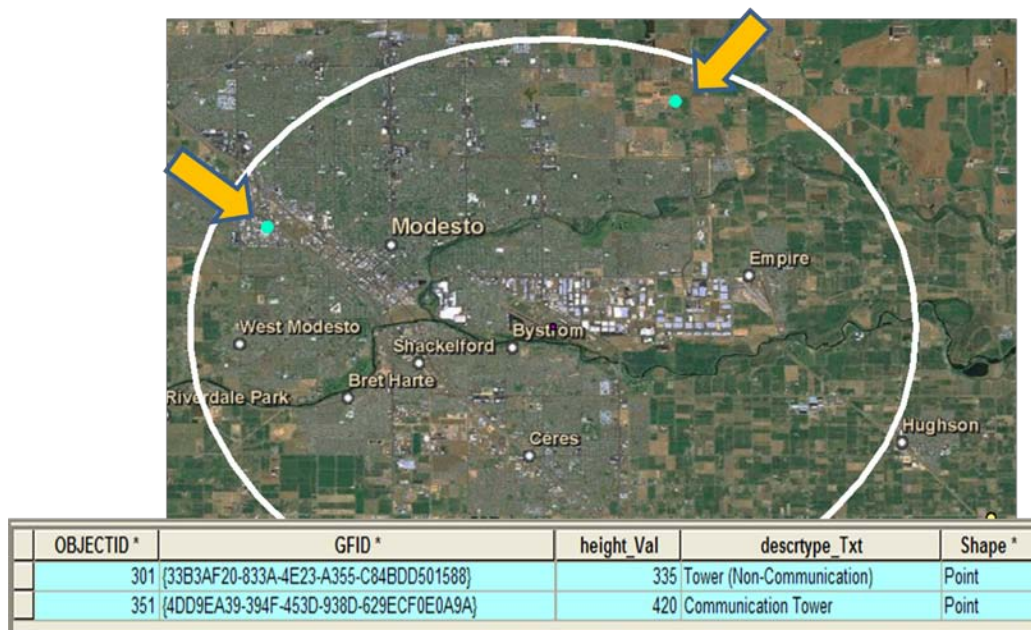 Modesto
Empire
West Modesto
Bystrom
Shackelford
Bret Harte
Riverdale Park
Hughson
Ceres
OBJECTID * GFID * height_Val descrtype_Txt Shape *
301 {33B3AF20-833A-4E23-A355-C84BDD501588} 335 Tower (Non-Communication) Point
351 {4DD9EA39-394F-453D-938D-629ECF0E0A9A} 420 Communication Tower Point